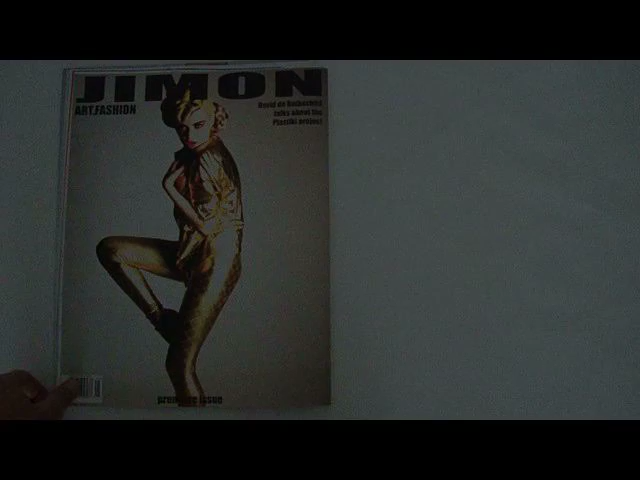 JIMON
ART.FASHION
David de Rothschild
talks about the
Plastiki project
premiere issue